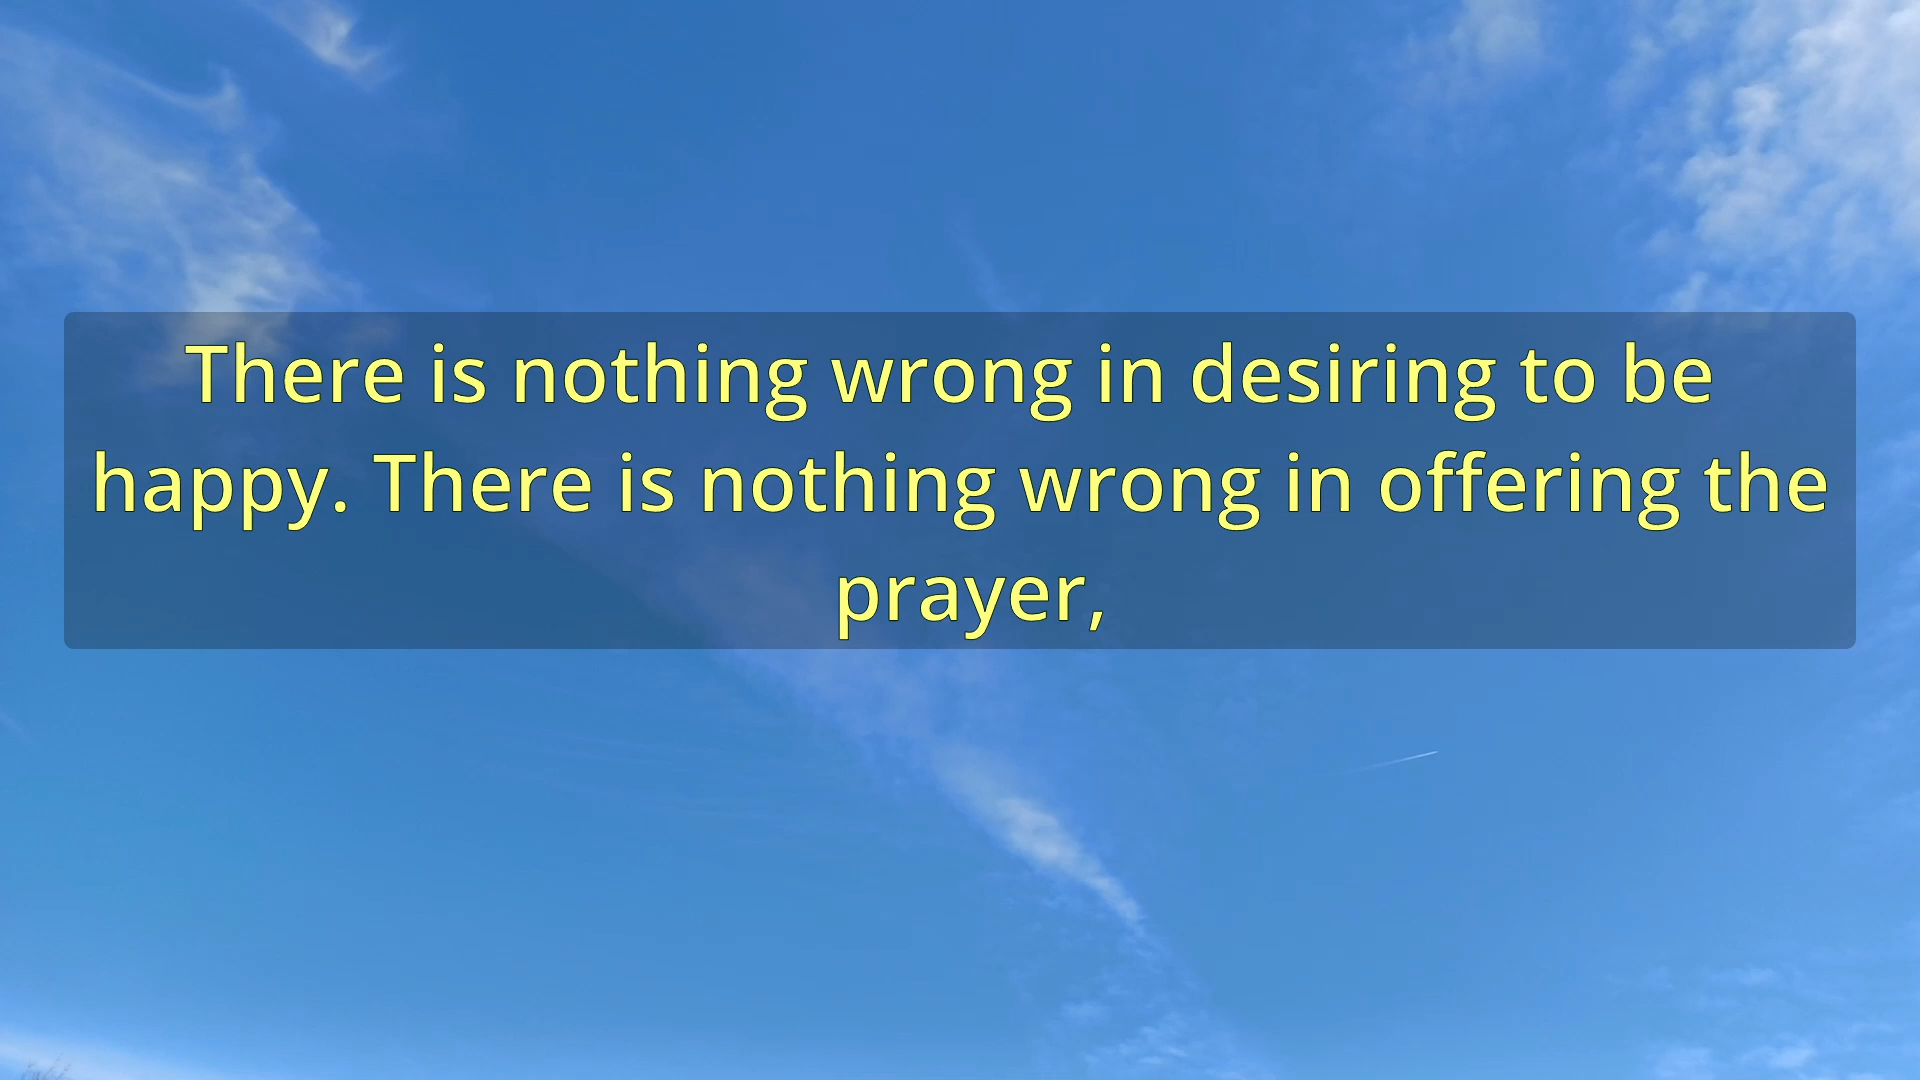 There is nothing wrong in desiring to be
happy. There is nothing wrong in offering the
prayer,